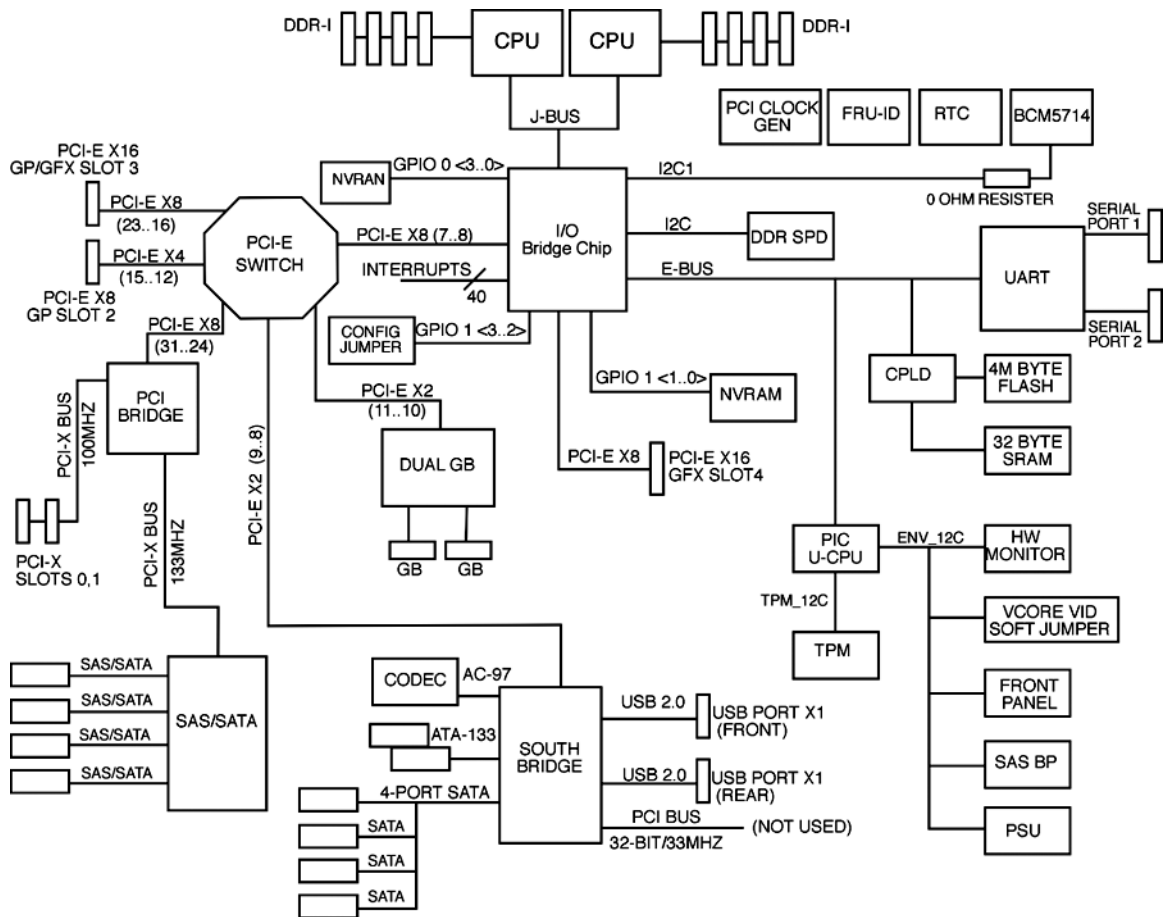 DDR-I
CPU
CPU
DDR-I
J-BUS
PCI CLOCK
GEN
FRU-ID
RTC
BCM5714
PCI-E X16
GP/GFX SLOT 3
NVRAN
GPIO 0 <3..0>
I/O
Bridge Chip
I2C1
0 OHM RESISTER
SERIAL
PORT 1
PCI-E X8
(23..16)
PCI-E
SWITCH
PCI-E X8 (7..8)
I2C
DDR SPD
PCI-E X4
(15..12)
INTERRUPTS
40
E-BUS
UART
PCI-E X8
GP SLOT 2
PCI-E X8
(31..24)
CONFIG
JUMPER
GPIO 1 <3..2>
SERIAL
PORT 2
PCI
BRIDGE
PCI-X BUS
100MHZ
PCI-E X2
(11..10)
GPIO 1 <1..0>
NVRAM
CPLD
4M BYTE
FLASH
32 BYTE
SRAM
DUAL GB
PCI-E X2 (9..8)
PCI-E X8
PCI-E X16
GFX SLOT4
PCI-X
SLOTS 0,1
PCI-X BUS
133MHZ
GB
GB
PIC
U-CPU
ENV_12C
HW
MONITOR
TPM_12C
TPM
VCORE VID
SOFT JUMPER
FRONT
PANEL
SAS BP
PSU
SAS/SATA
SAS/SATA
SAS/SATA
SAS/SATA
SAS/SATA
CODEC
AC-97
ATA-133
SOUTH
BRIDGE
USB 2.0
USB PORT X1
(FRONT)
USB 2.0
USB PORT X1
(REAR)
4-PORT SATA
SATA
SATA
SATA
PCI BUS
32-BIT/33MHZ
(NOT USED)